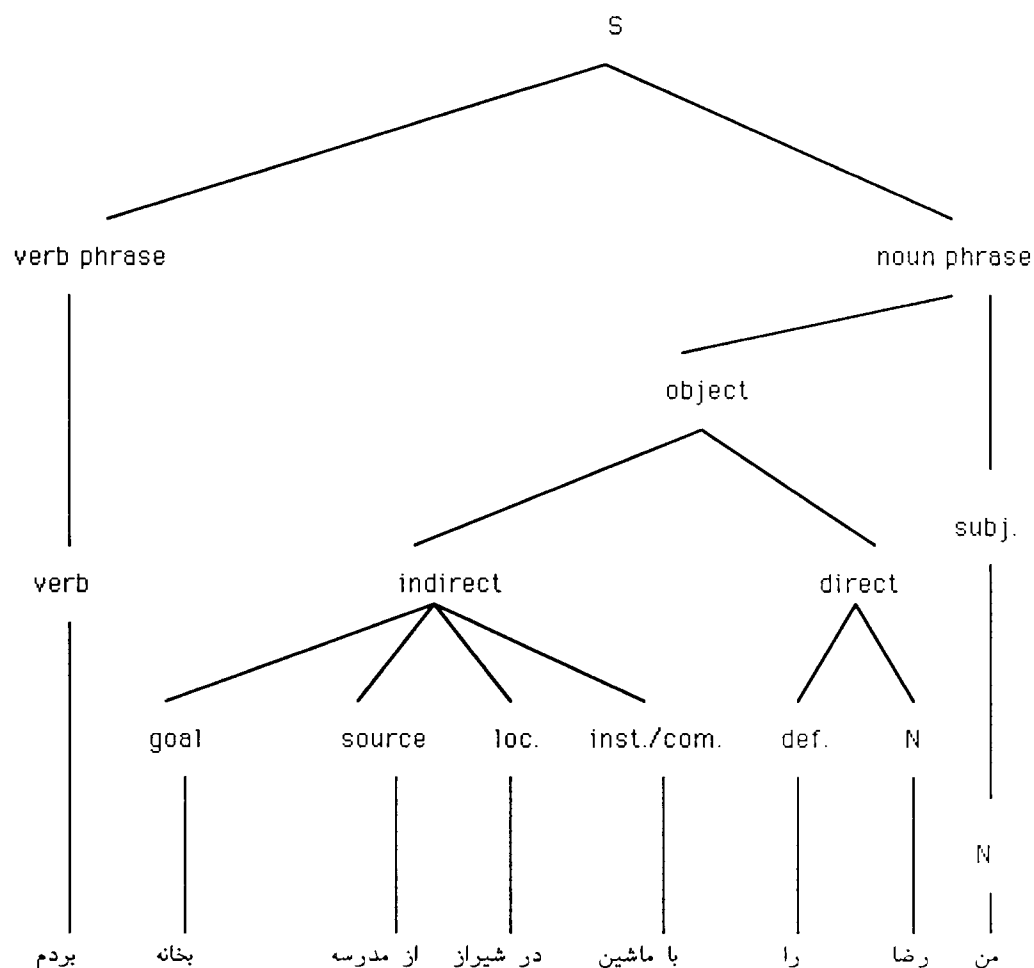 S
verb phrase noun phrase
object
subj.
verb indirect direct
goal source loc. inst./com. def. N
N
من رضا را با ماشین در شیراز از مدرسه بخانه بردم